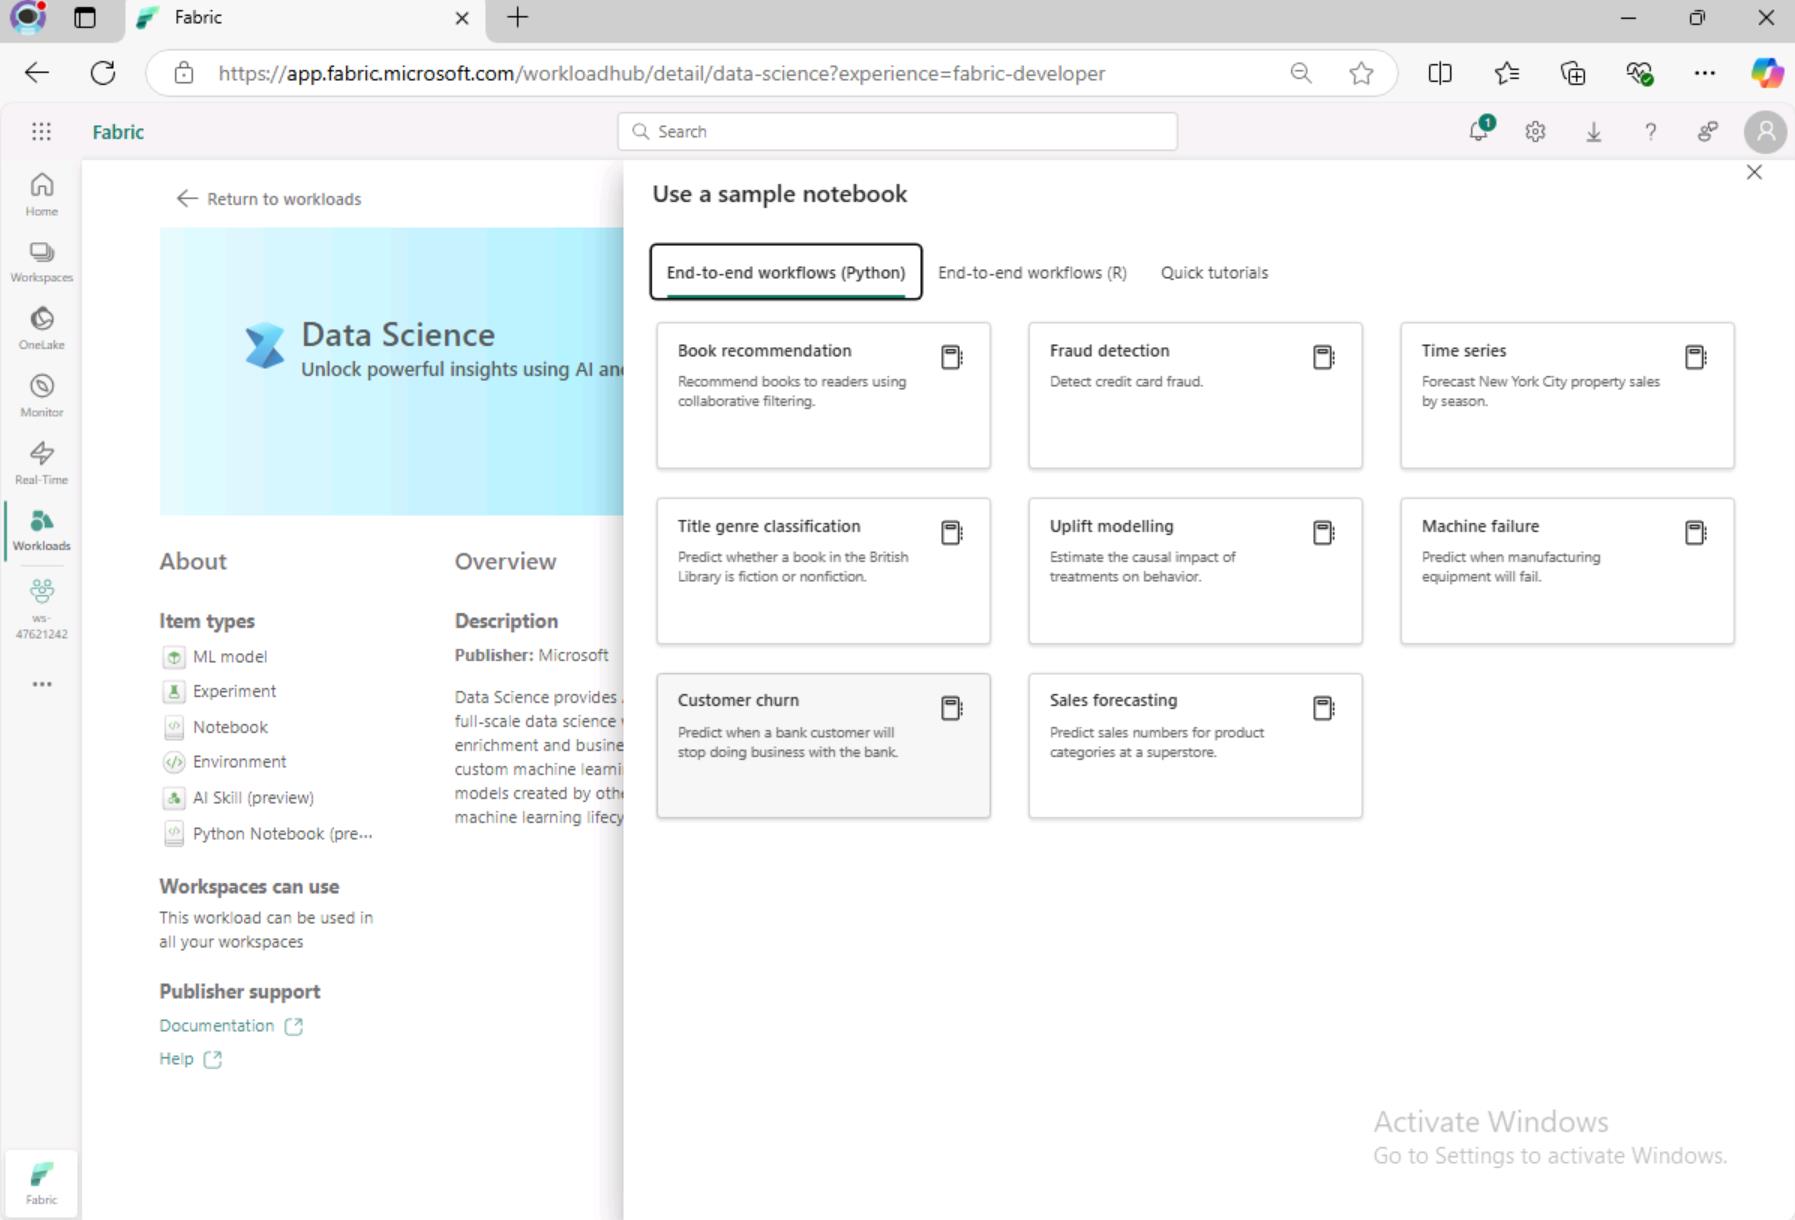 Fabric
https://app.fabric.microsoft.com/workloadhub/detail/data-science?experience=fabric-developer
Fabric
Search
1
Home
Workspaces
OneLake
Monitor
Real-Time
Workloads
ws-
47621242
Fabric
Return to workloads
Data Science
Unlock powerful insights using AI and
About
Item types
ML model
Experiment
Notebook
Environment
AI Skill (preview)
Python Notebook (pre...
Workspaces can use
This workload can be used in
all your workspaces
Publisher support
Documentation
Help
Overview
Description
Publisher: Microsoft
Data Science provides
full-scale data science
enrichment and busine
custom machine learni
models created by oth
machine learning lifecy
Use a sample notebook
End-to-end workflows (Python)
End-to-end workflows (R)
Quick tutorials
Book recommendation
Recommend books to readers using
collaborative filtering.
Fraud detection
Detect credit card fraud.
Time series
Forecast New York City property sales
by season.
Title genre classification
Predict whether a book in the British
Library is fiction or nonfiction.
Uplift modelling
Estimate the causal impact of
treatments on behavior.
Machine failure
Predict when manufacturing
equipment will fail.
Customer churn
Predict when a bank customer will
stop doing business with the bank.
Sales forecasting
Predict sales numbers for product
categories at a superstore.
Activate Windows
Go to Settings to activate Windows.